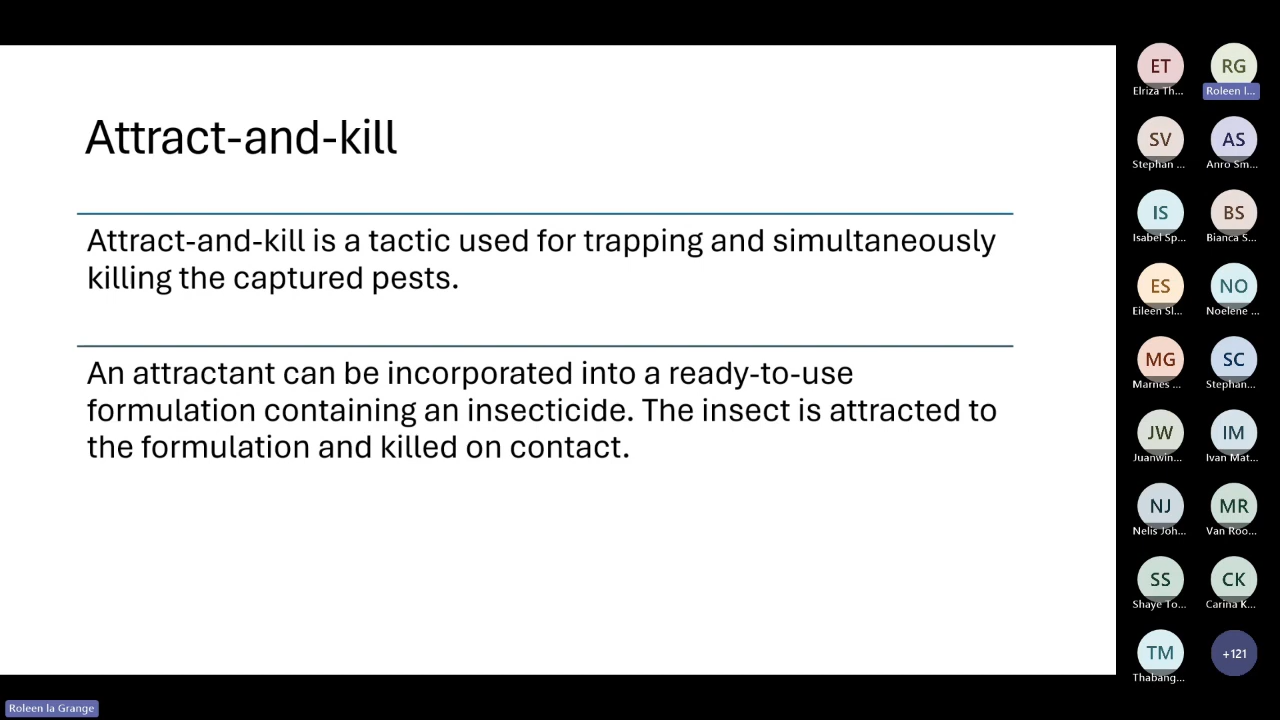 Attract-and-kill
Attract-and-kill is a tactic used for trapping and simultaneously
killing the captured pests.
An attractant can be incorporated into a ready-to-use
formulation containing an insecticide. The insect is attracted to
the formulation and killed on contact.
ET
Elriza Th...
RG
Roleen l...
SV
Stephan ...
AS
Anro Sm...
IS
Isabel Sp...
BS
Bianca S...
ES
Eileen Sl...
NO
Noelene ...
MG
Marnes ...
SC
Stephan...
JW
Juanwin...
IM
Ivan Mat...
NJ
Nelis Joh...
MR
Van Roo...
SS
Shaye To...
CK
Carina K...
TM
Thabang...
+121
Roleen la Grange